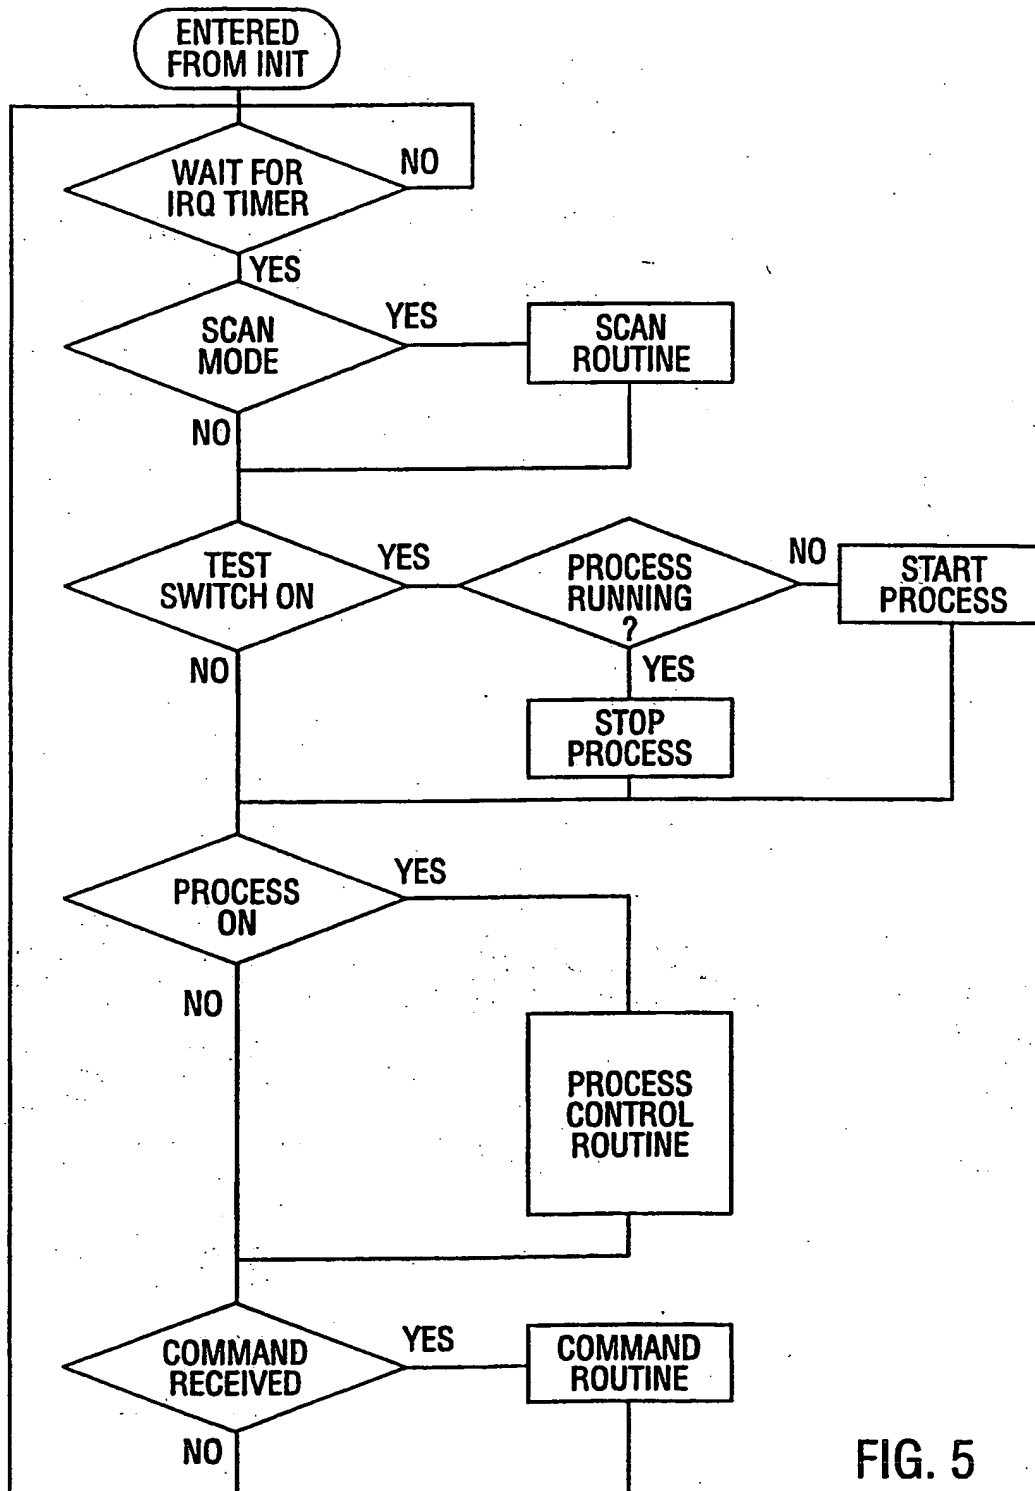 ENTERED
FROM INIT
WAIT FOR
IRQ TIMER
NO
YES
SCAN
MODE
YES
SCAN
ROUTINE
NO
TEST
SWITCH ON
YES
PROCESS
RUNNING
?
NO
START
PROCESS
NO
YES
STOP
PROCESS
PROCESS
ON
YES
NO
PROCESS
CONTROL
ROUTINE
COMMAND
RECEIVED
YES
COMMAND
ROUTINE
NO
FIG. 5